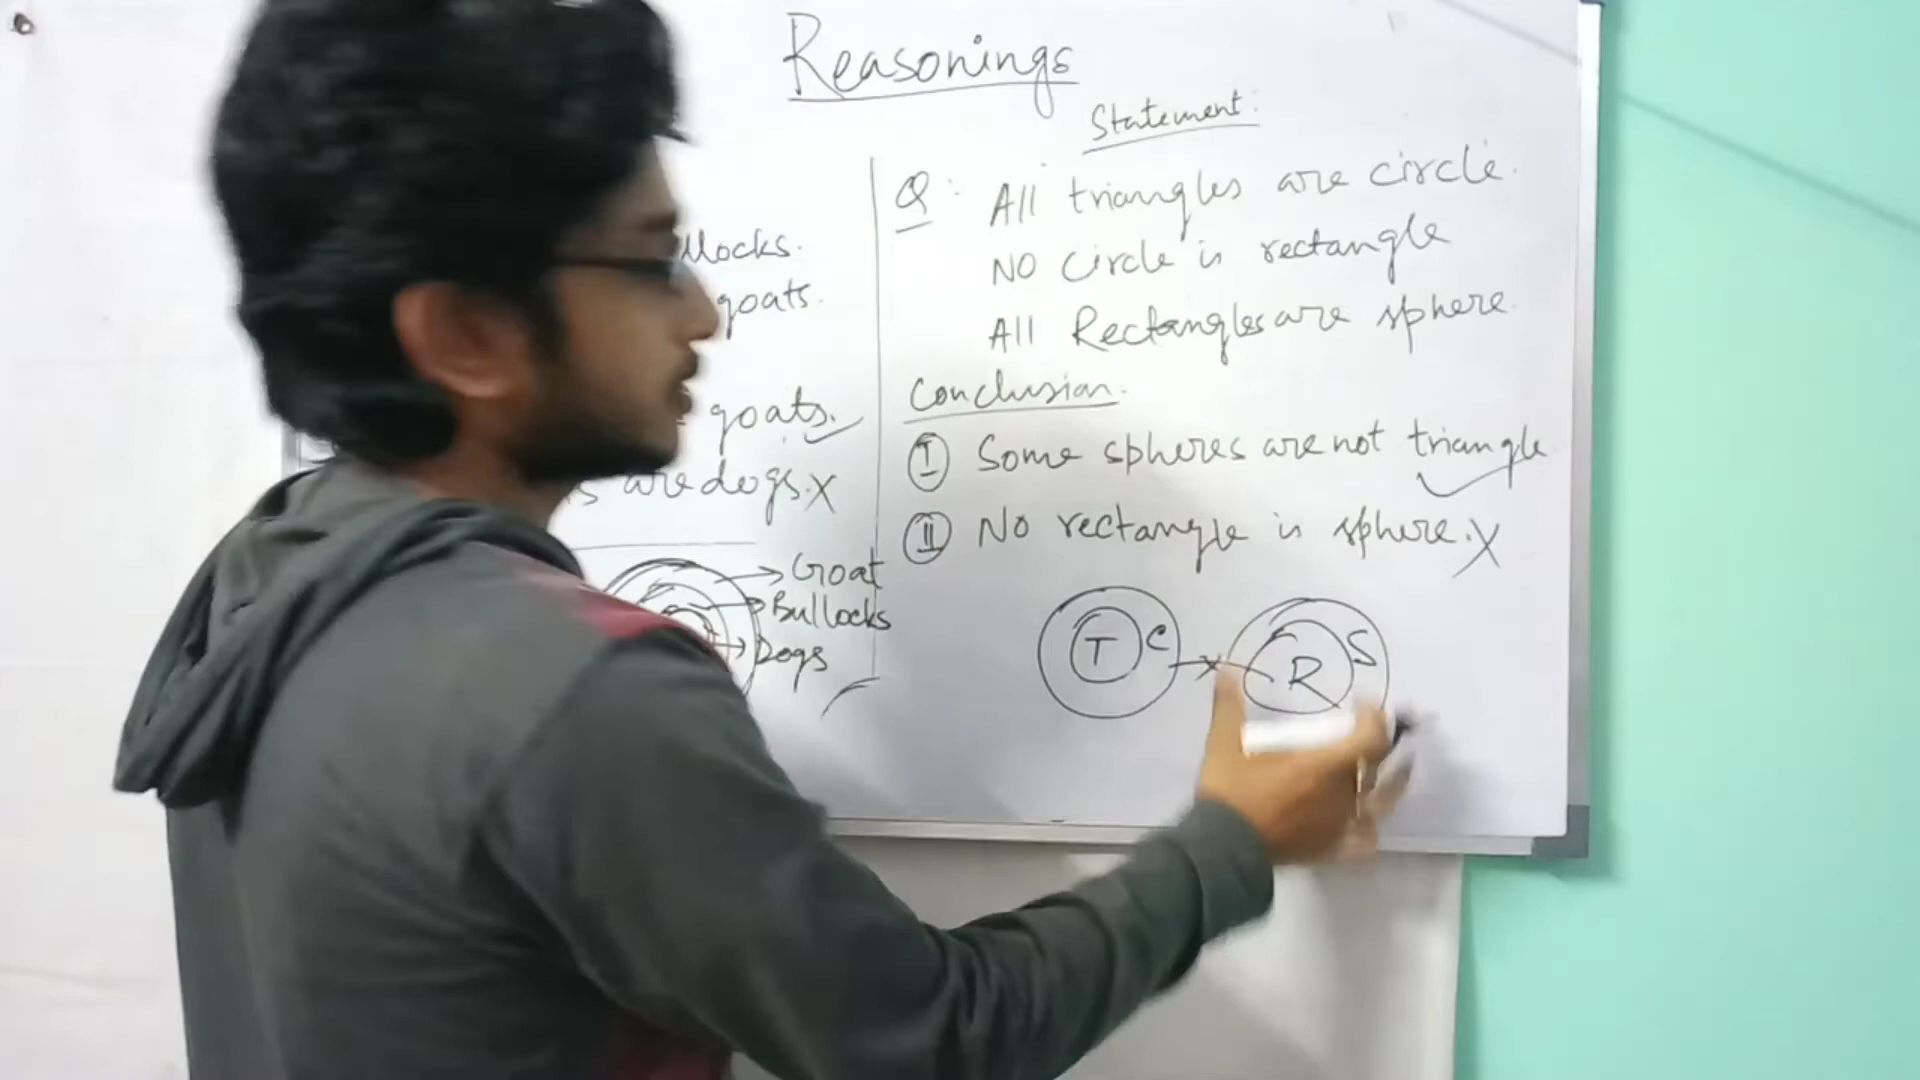 Reasonings
goats.
goats.
are dogs. X
Goat
Bullocks
Dogs
Statement:
Q: All triangles are circle.
NO Circle is rectangle
All Rectangles are sphere.
Conclusion.
I Some spheres are not triangle
II No rectangle is sphere. X
T C R S